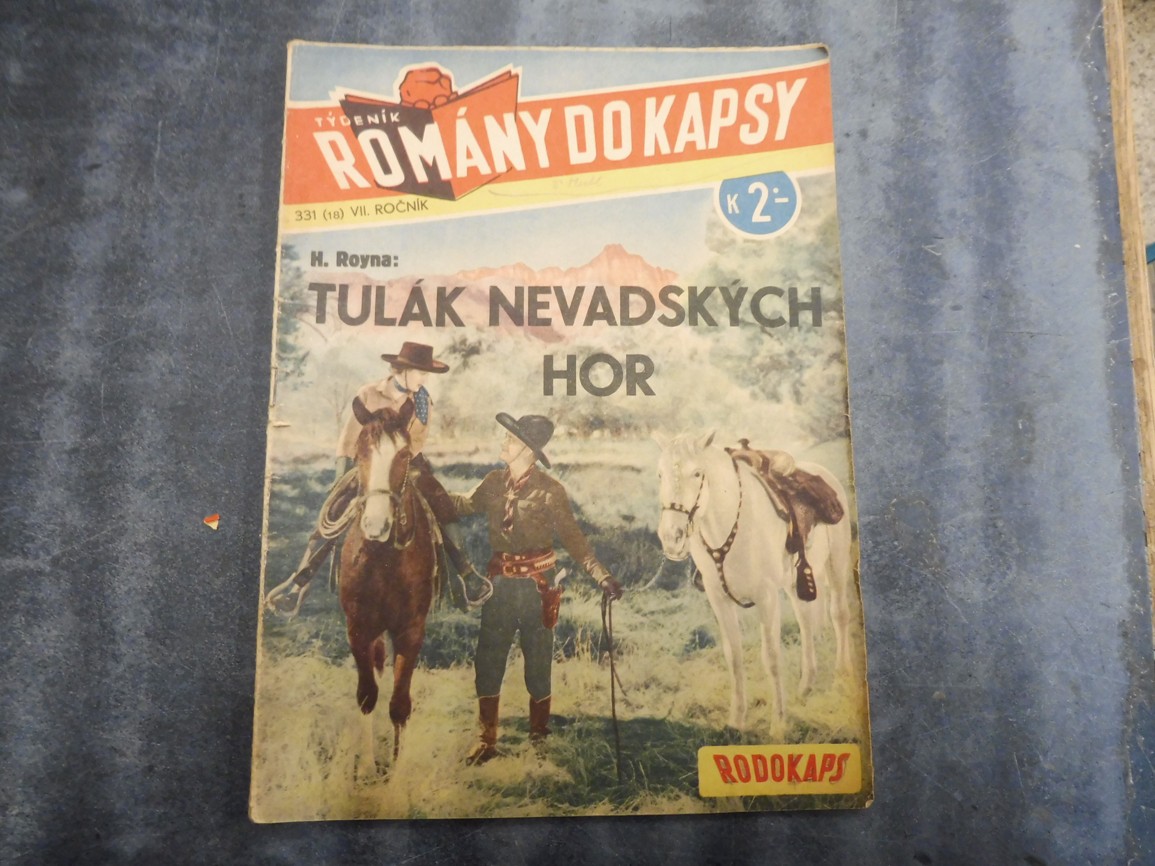 TÝDENÍK
ROMÁNY DO KAPSY
331 (18) VII. ROČNÍK
K 2·-
H. Royna:
TULÁK NEVADSKÝCH
HOR
RODOKAPS